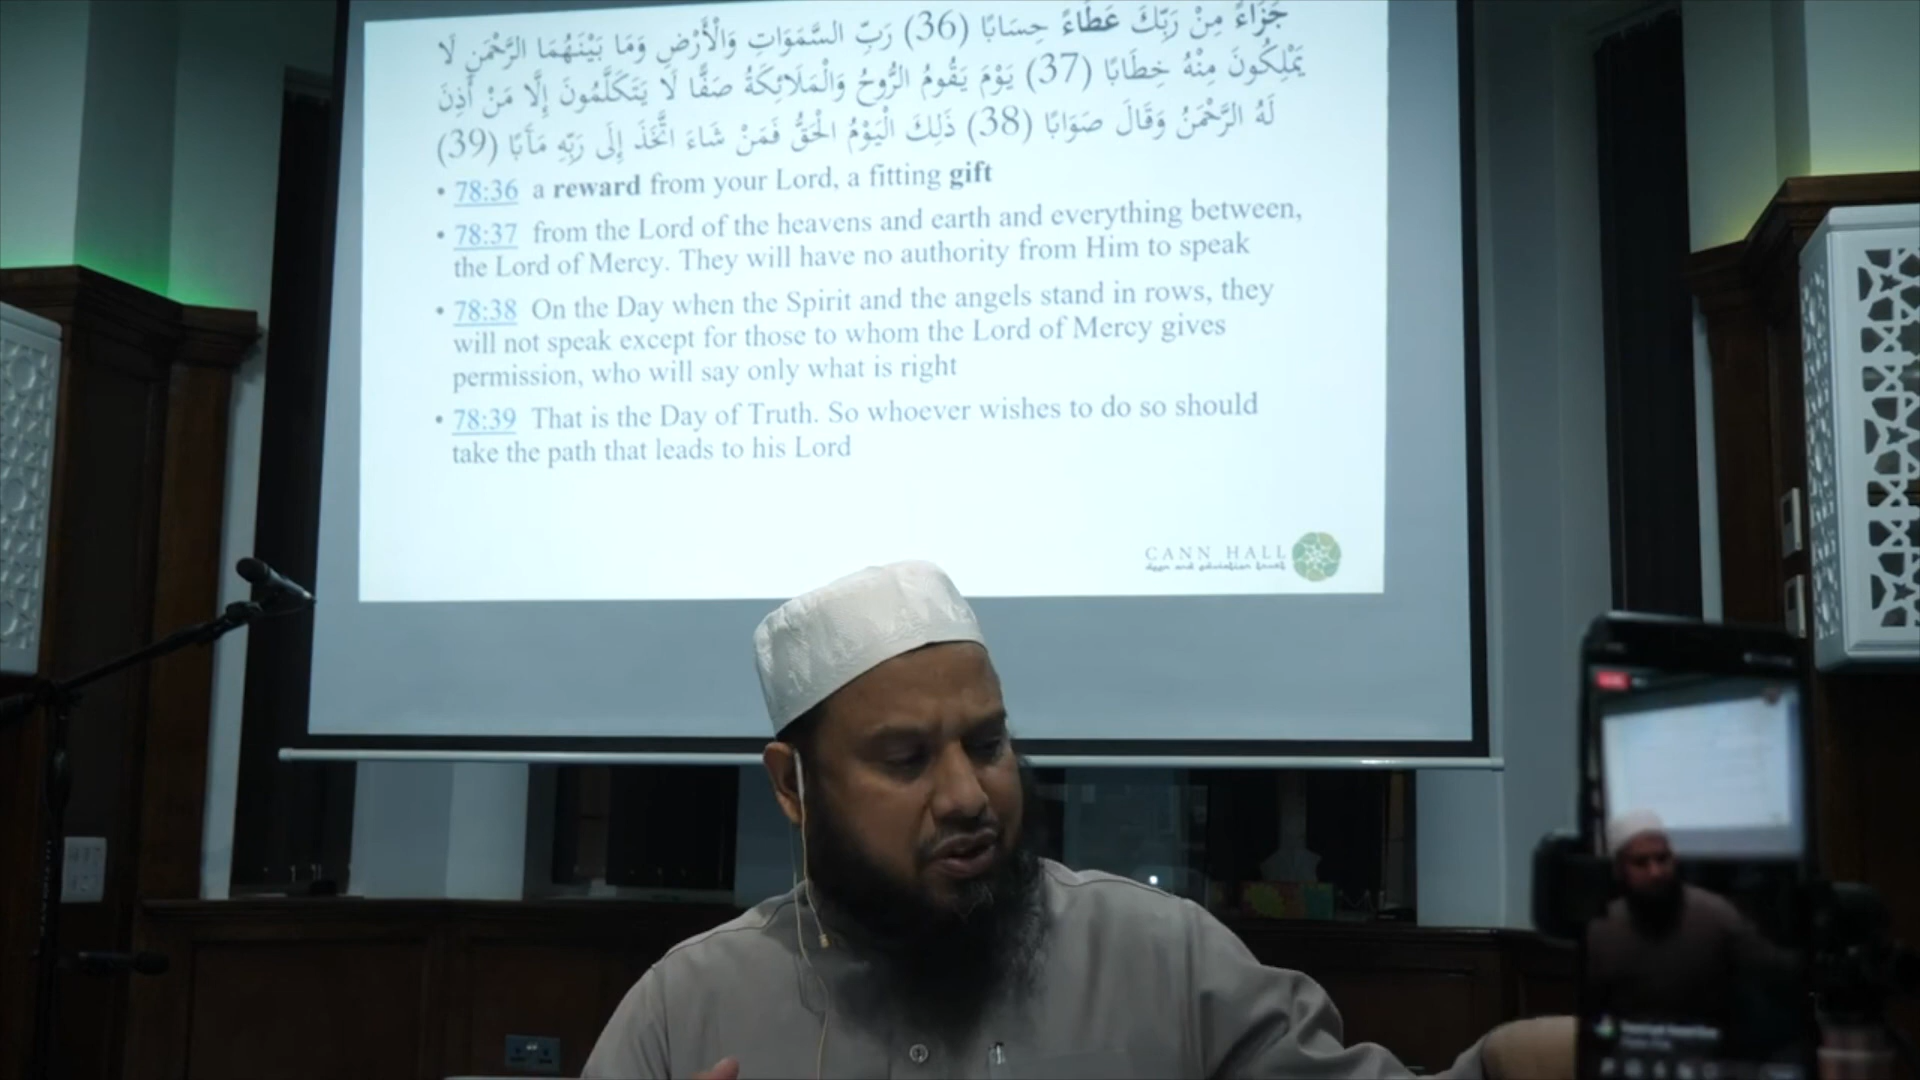 جَزَاءً مِنْ رَبِّكَ عَطَاءً حِسَابًا (36) رَبِّ السَّمَوَاتِ وَالْأَرْضِ وَمَا بَيْنَهُمَا الرَّحْمَنِ لَا
يَمْلِكُونَ مِنْهُ خِطَابًا (37) يَوْمَ يَقُومُ الرُّوحُ وَالْمَلَائِكَةُ صَفًّا لَا يَتَكَلَّمُونَ إِلَّا مَنْ أَذِنَ
لَهُ الرَّحْمَنُ وَقَالَ صَوَابًا (38) ذَلِكَ الْيَوْمُ الْحَقُّ فَمَنْ شَاءَ اتَّخَذَ إِلَى رَبِّهِ مَآبًا (39)
• 78:36 a reward from your Lord, a fitting gift
• 78:37 from the Lord of the heavens and earth and everything between,
the Lord of Mercy. They will have no authority from Him to speak
• 78:38 On the Day when the Spirit and the angels stand in rows, they
will not speak except for those to whom the Lord of Mercy gives
permission, who will say only what is right
• 78:39 That is the Day of Truth. So whoever wishes to do so should
take the path that leads to his Lord
CANN HALL
deen and education trust